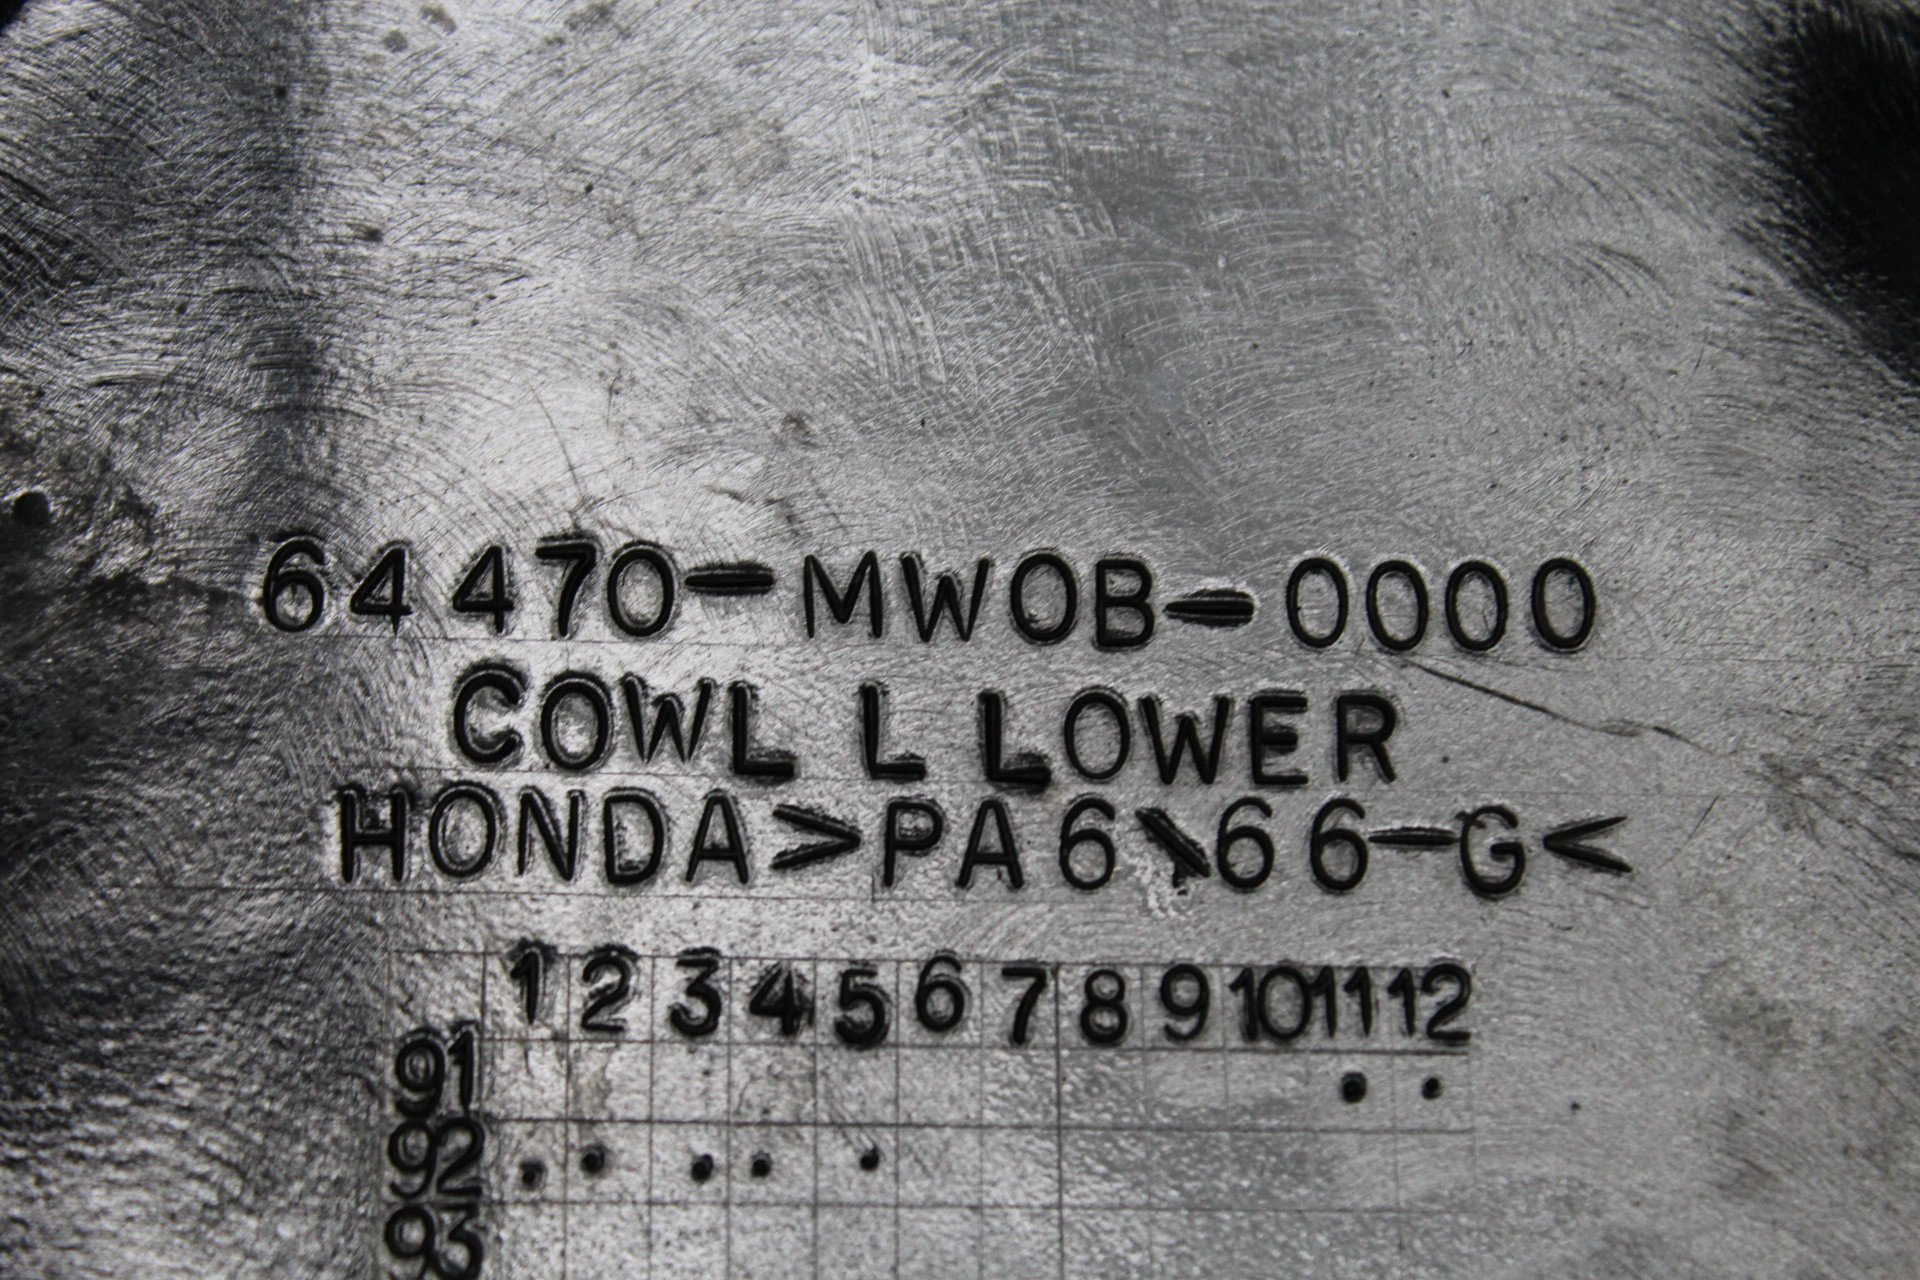 64470-MWOB-0000
COWL L LOWER
HONDA>PA6\66-G<
1 2 3 4 5 6 7 8 9 10 11 12
91
92
93